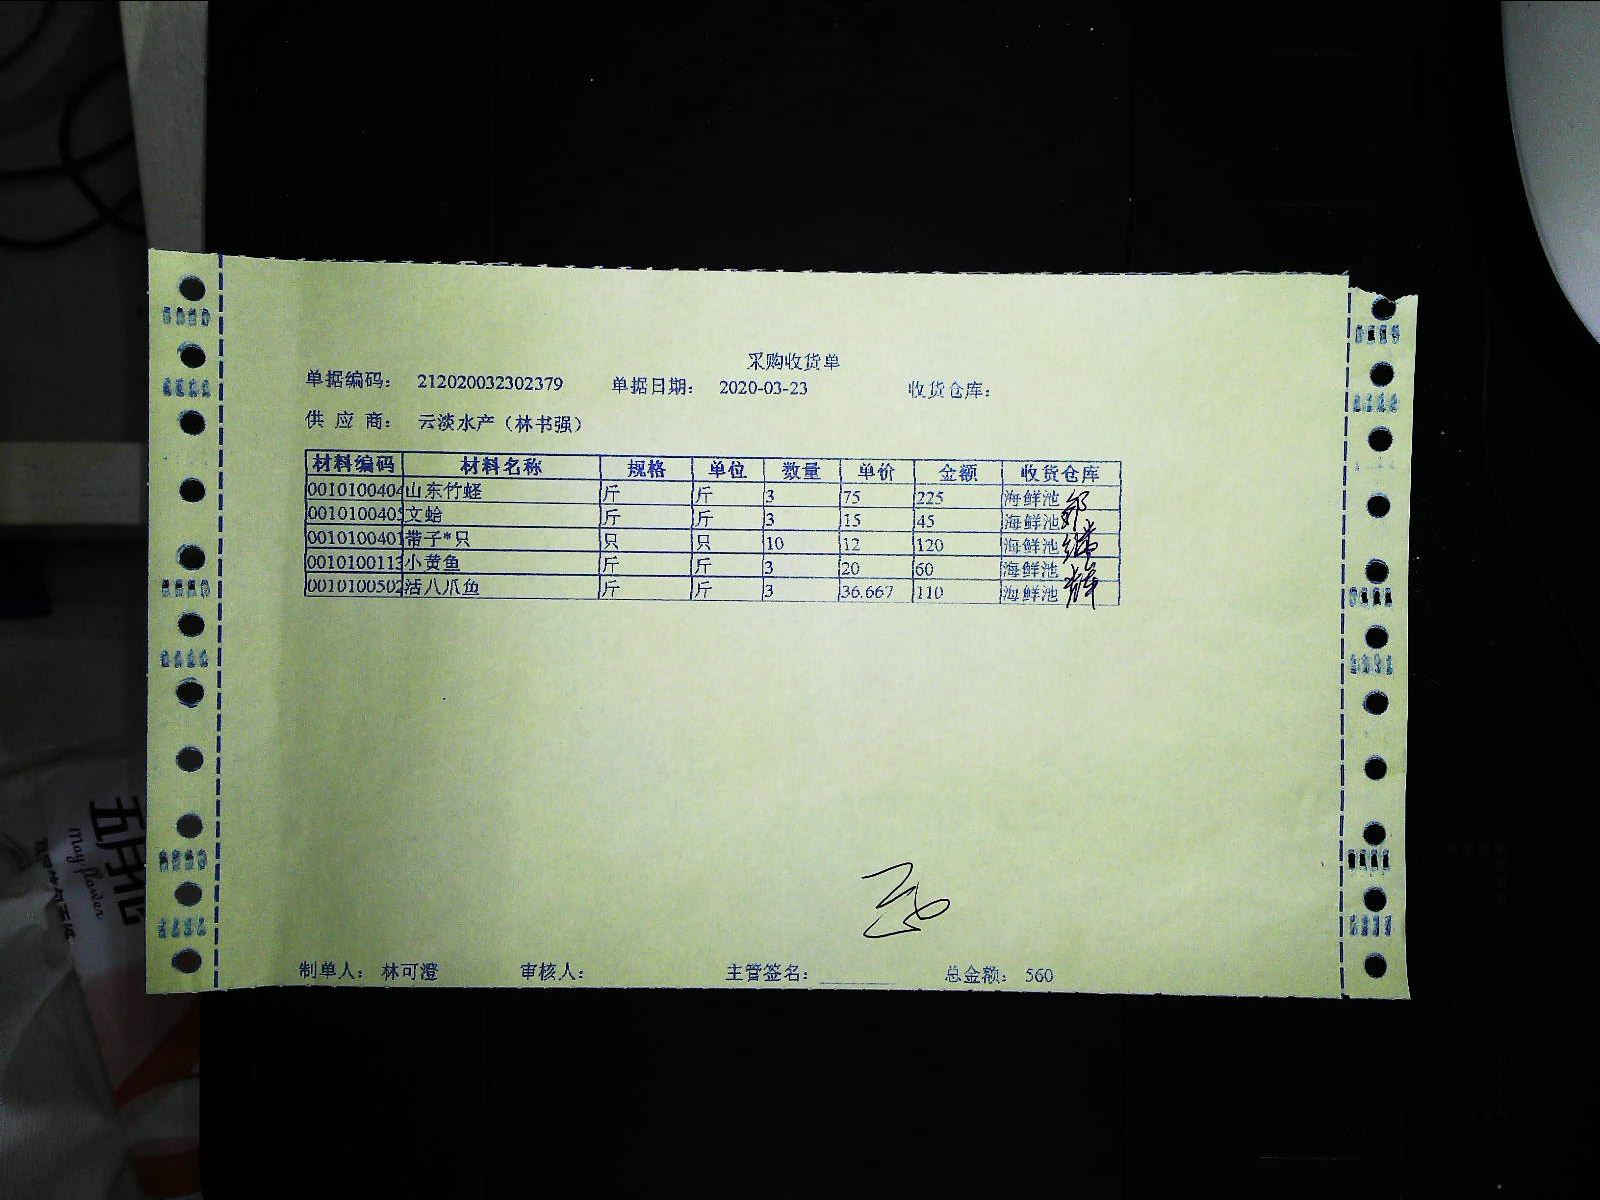 采购收货单
单据编码： 212020032302379 单据日期： 2020-03-23 收货仓库：
供 应 商： 云淡水产（林书强）
材料编码 材料名称 规格 单位 数量 单价 金额 收货仓库
0010100404 山东竹蛏 斤 斤 3 75 225 海鲜池
0010100405 文蛤 斤 斤 3 15 45 海鲜池
0010100401 带子*只 只 只 10 12 120 海鲜池
0010100113 小黄鱼 斤 斤 3 20 60 海鲜池
0010100502 活八爪鱼 斤 斤 3 36.667 110 海鲜池
制单人： 林可澄 审核人： 主管签名： 总金额： 560
五月花
Mayflower